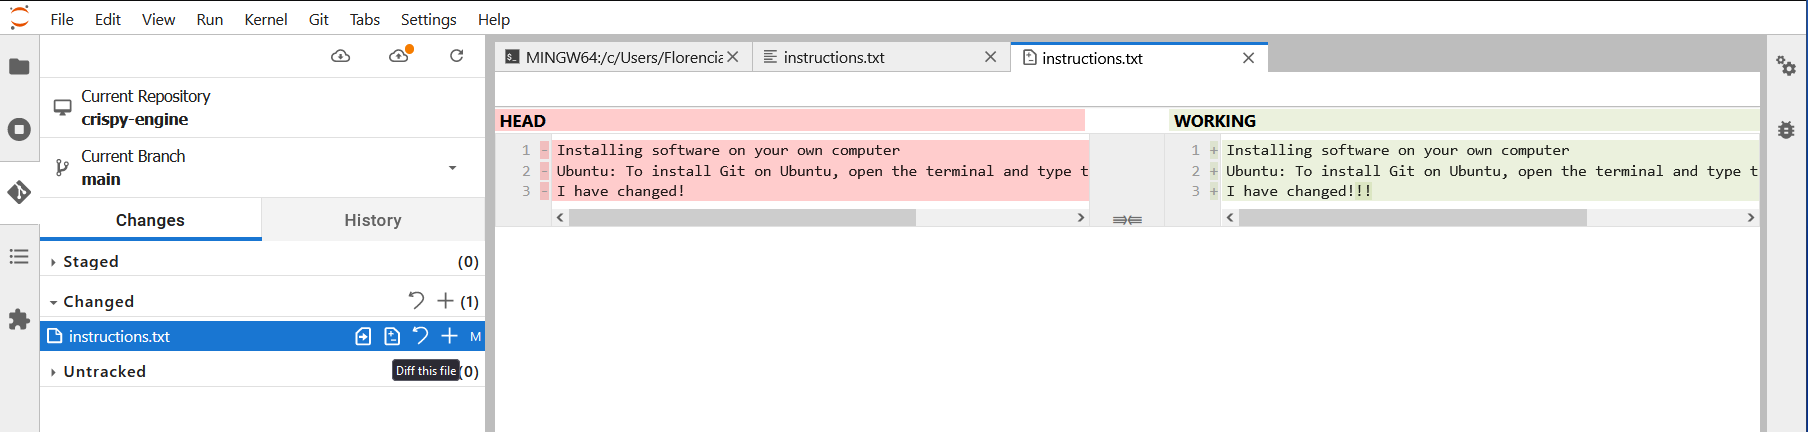 File Edit View Run Kernel Git Tabs Settings Help
Current Repository
crispy-engine
Current Branch
main
Changes History
Staged (0)
Changed (1)
instructions.txt M
Diff this file
Untracked (0)
MINGW64:/c/Users/Florencia instructions.txt instructions.txt
HEAD
1 - Installing software on your own computer
2 - Ubuntu: To install Git on Ubuntu, open the terminal and type t
3 - I have changed!
WORKING
1 + Installing software on your own computer
2 + Ubuntu: To install Git on Ubuntu, open the terminal and type t
3 + I have changed!!!